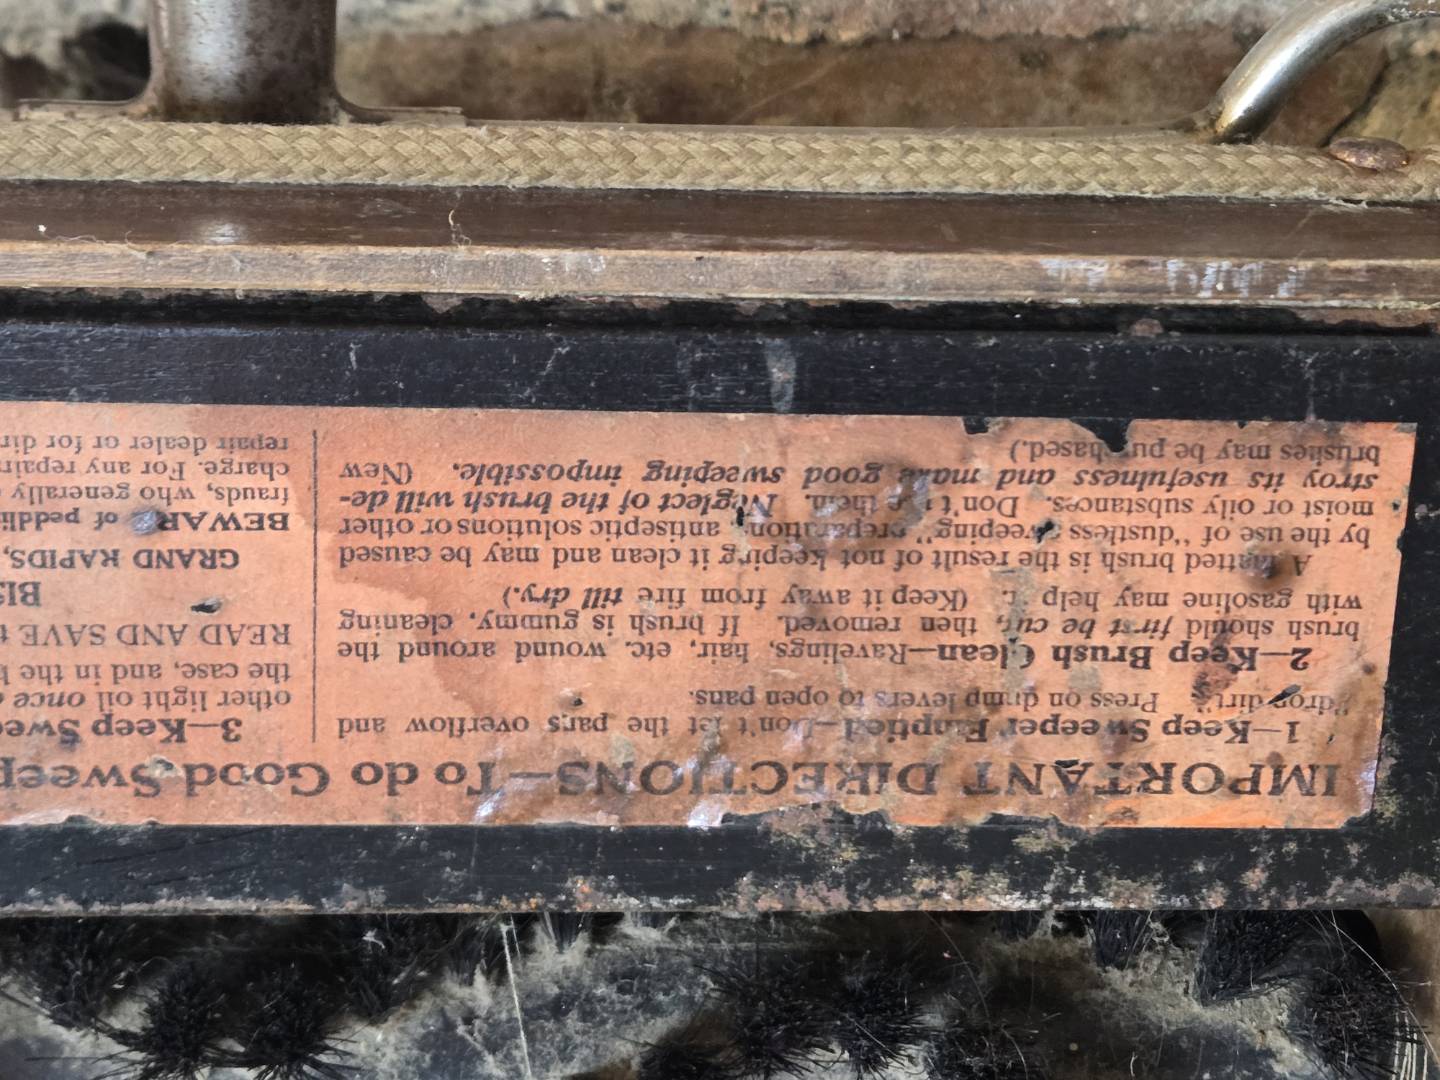 IMPORTANT DIRECTIONS—To do Good Sweep
1—Keep Sweeper Emptied—Don't let the pans overflow and
"drop dirt". Press on dump levers to open pans.
2—Keep Brush Clean—Ravelings, hair, etc. wound around the
brush should first be cut, then removed. If brush is gummy, cleaning
with gasoline may help it. (Keep it away from fire till dry.)
A matted brush is the result of not keeping it clean and may be caused
by the use of "dustless sweeping" preparation, antiseptic solutions or other
moist or oily substances. Don't use them. Neglect of the brush will de-
stroy its usefulness and make good sweeping impossible. (New
brushes may be purchased.)
3—Keep Swee
other light oil once
the case, and in the
READ AND SAVE
BIS
GRAND RAPIDS,
BEWARE of peddli
frauds, who generally
charge. For any repairs
repair dealer or for dir